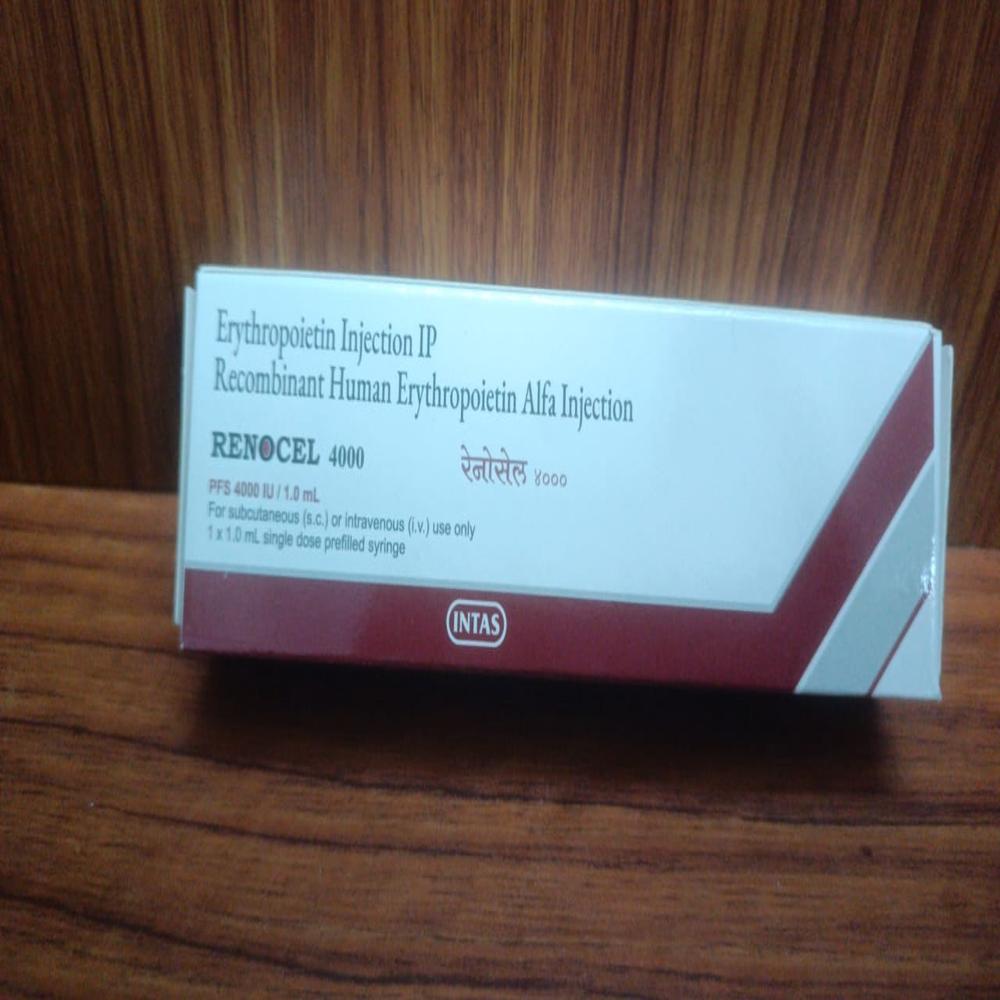 Erythropoietin Injection IP
Recombinant Human Erythropoietin Alfa Injection
RENOCEL 4000 रेनोसेल ४०००
PFS 4000 IU / 1.0 mL
For subcutaneous (s.c.) or intravenous (i.v.) use only
1 x 1.0 mL single dose prefilled syringe
INTAS